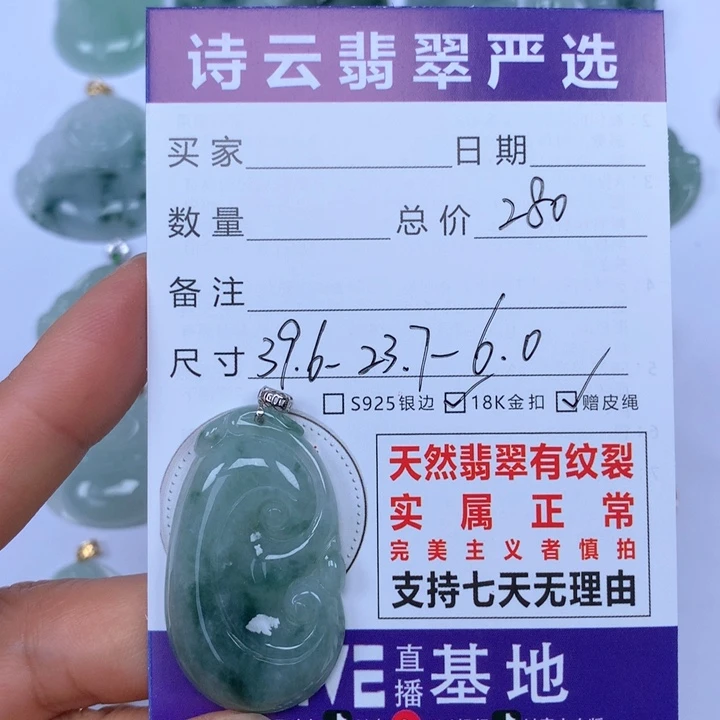 诗云翡翠严选
买家 日期
数量 总价 280
备注
尺寸 39.6-23.7-6.0
S925银边 18K金扣 赠皮绳
天然翡翠有纹裂
实属正常
完美主义者慎拍
支持七天无理由
VE 直播 基地